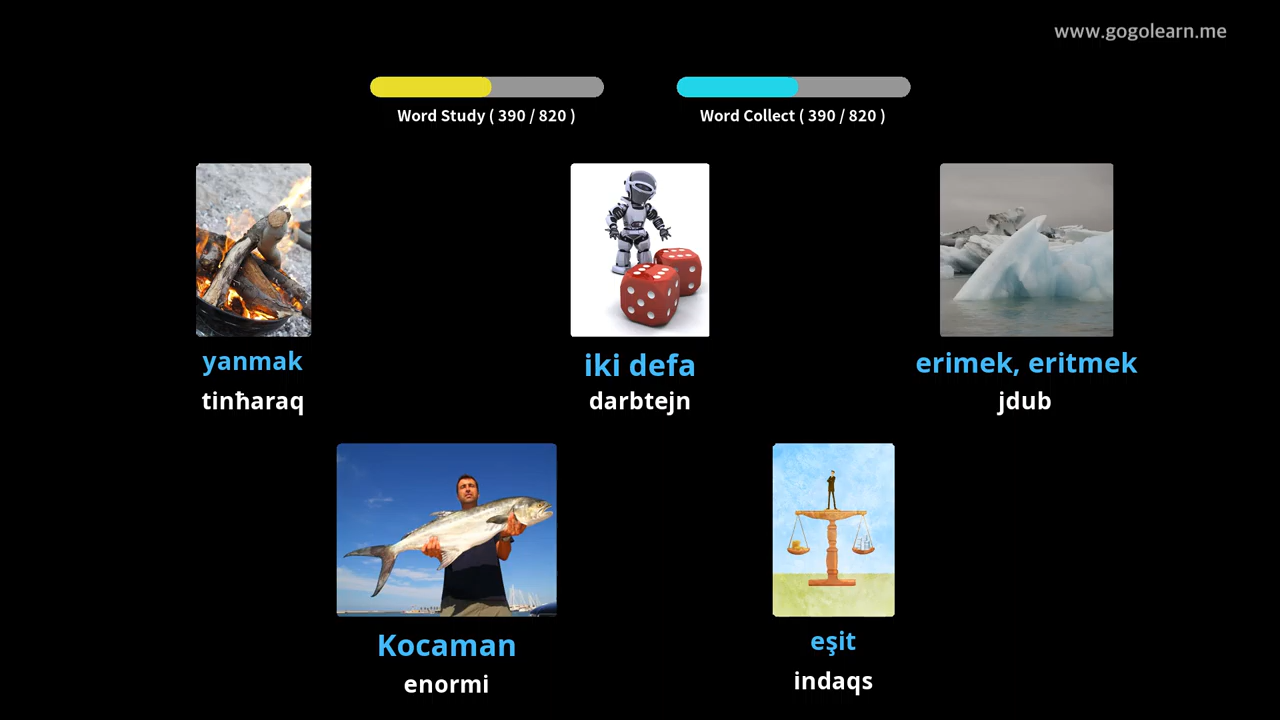 www.gogolearn.me
Word Study ( 390 / 820 )
Word Collect ( 390 / 820 )
yanmak
tinħaraq
iki defa
darbtejn
erimek, eritmek
jdub
Kocaman
enormi
eşit
indaqs